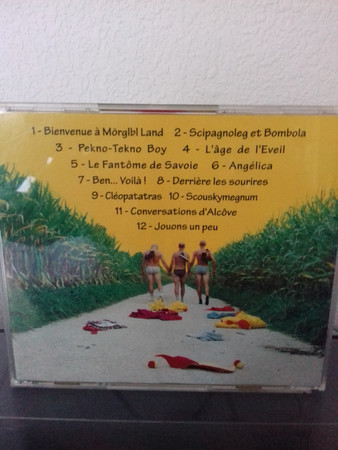 1 - Bienvenue à Mörglbl Land 2 - Scipagnoleg et Bombola
3 - Pekno-Tekno Boy 4 - L'âge de l'Eveil
5 - Le Fantôme de Savoie 6 - Angélica
7 - Ben... Voilà ! 8 - Derrière les sourires
9 - Cléopatatras 10 - Scouskymegnum
11 - Conversations d'Alcôve
12 - Jouons un peu